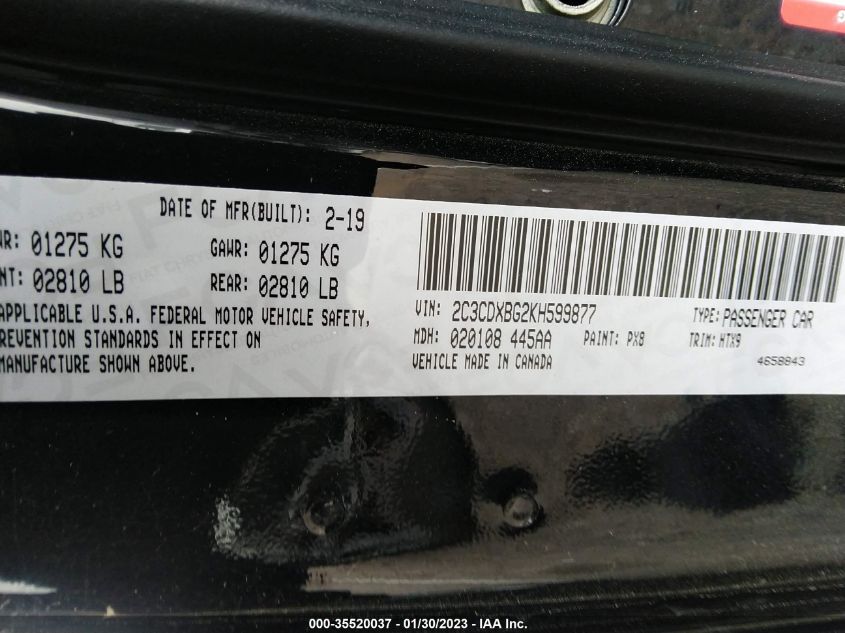 DATE OF MFR(BUILT): 2-19
01275 KG GAWR: 01275 KG
02810 LB REAR: 02810 LB
APPLICABLE U.S.A. FEDERAL MOTOR VEHICLE SAFETY,
PREVENTION STANDARDS IN EFFECT ON
MANUFACTURE SHOWN ABOVE.
VIN: 2C3CDXBG2KH599877 TYPE: PASSENGER CAR
MDH: 020108 445AA PAINT: PX8 TRIM: HTX9
VEHICLE MADE IN CANADA 4658843
000-35520037 - 01/30/2023 - IAA Inc.